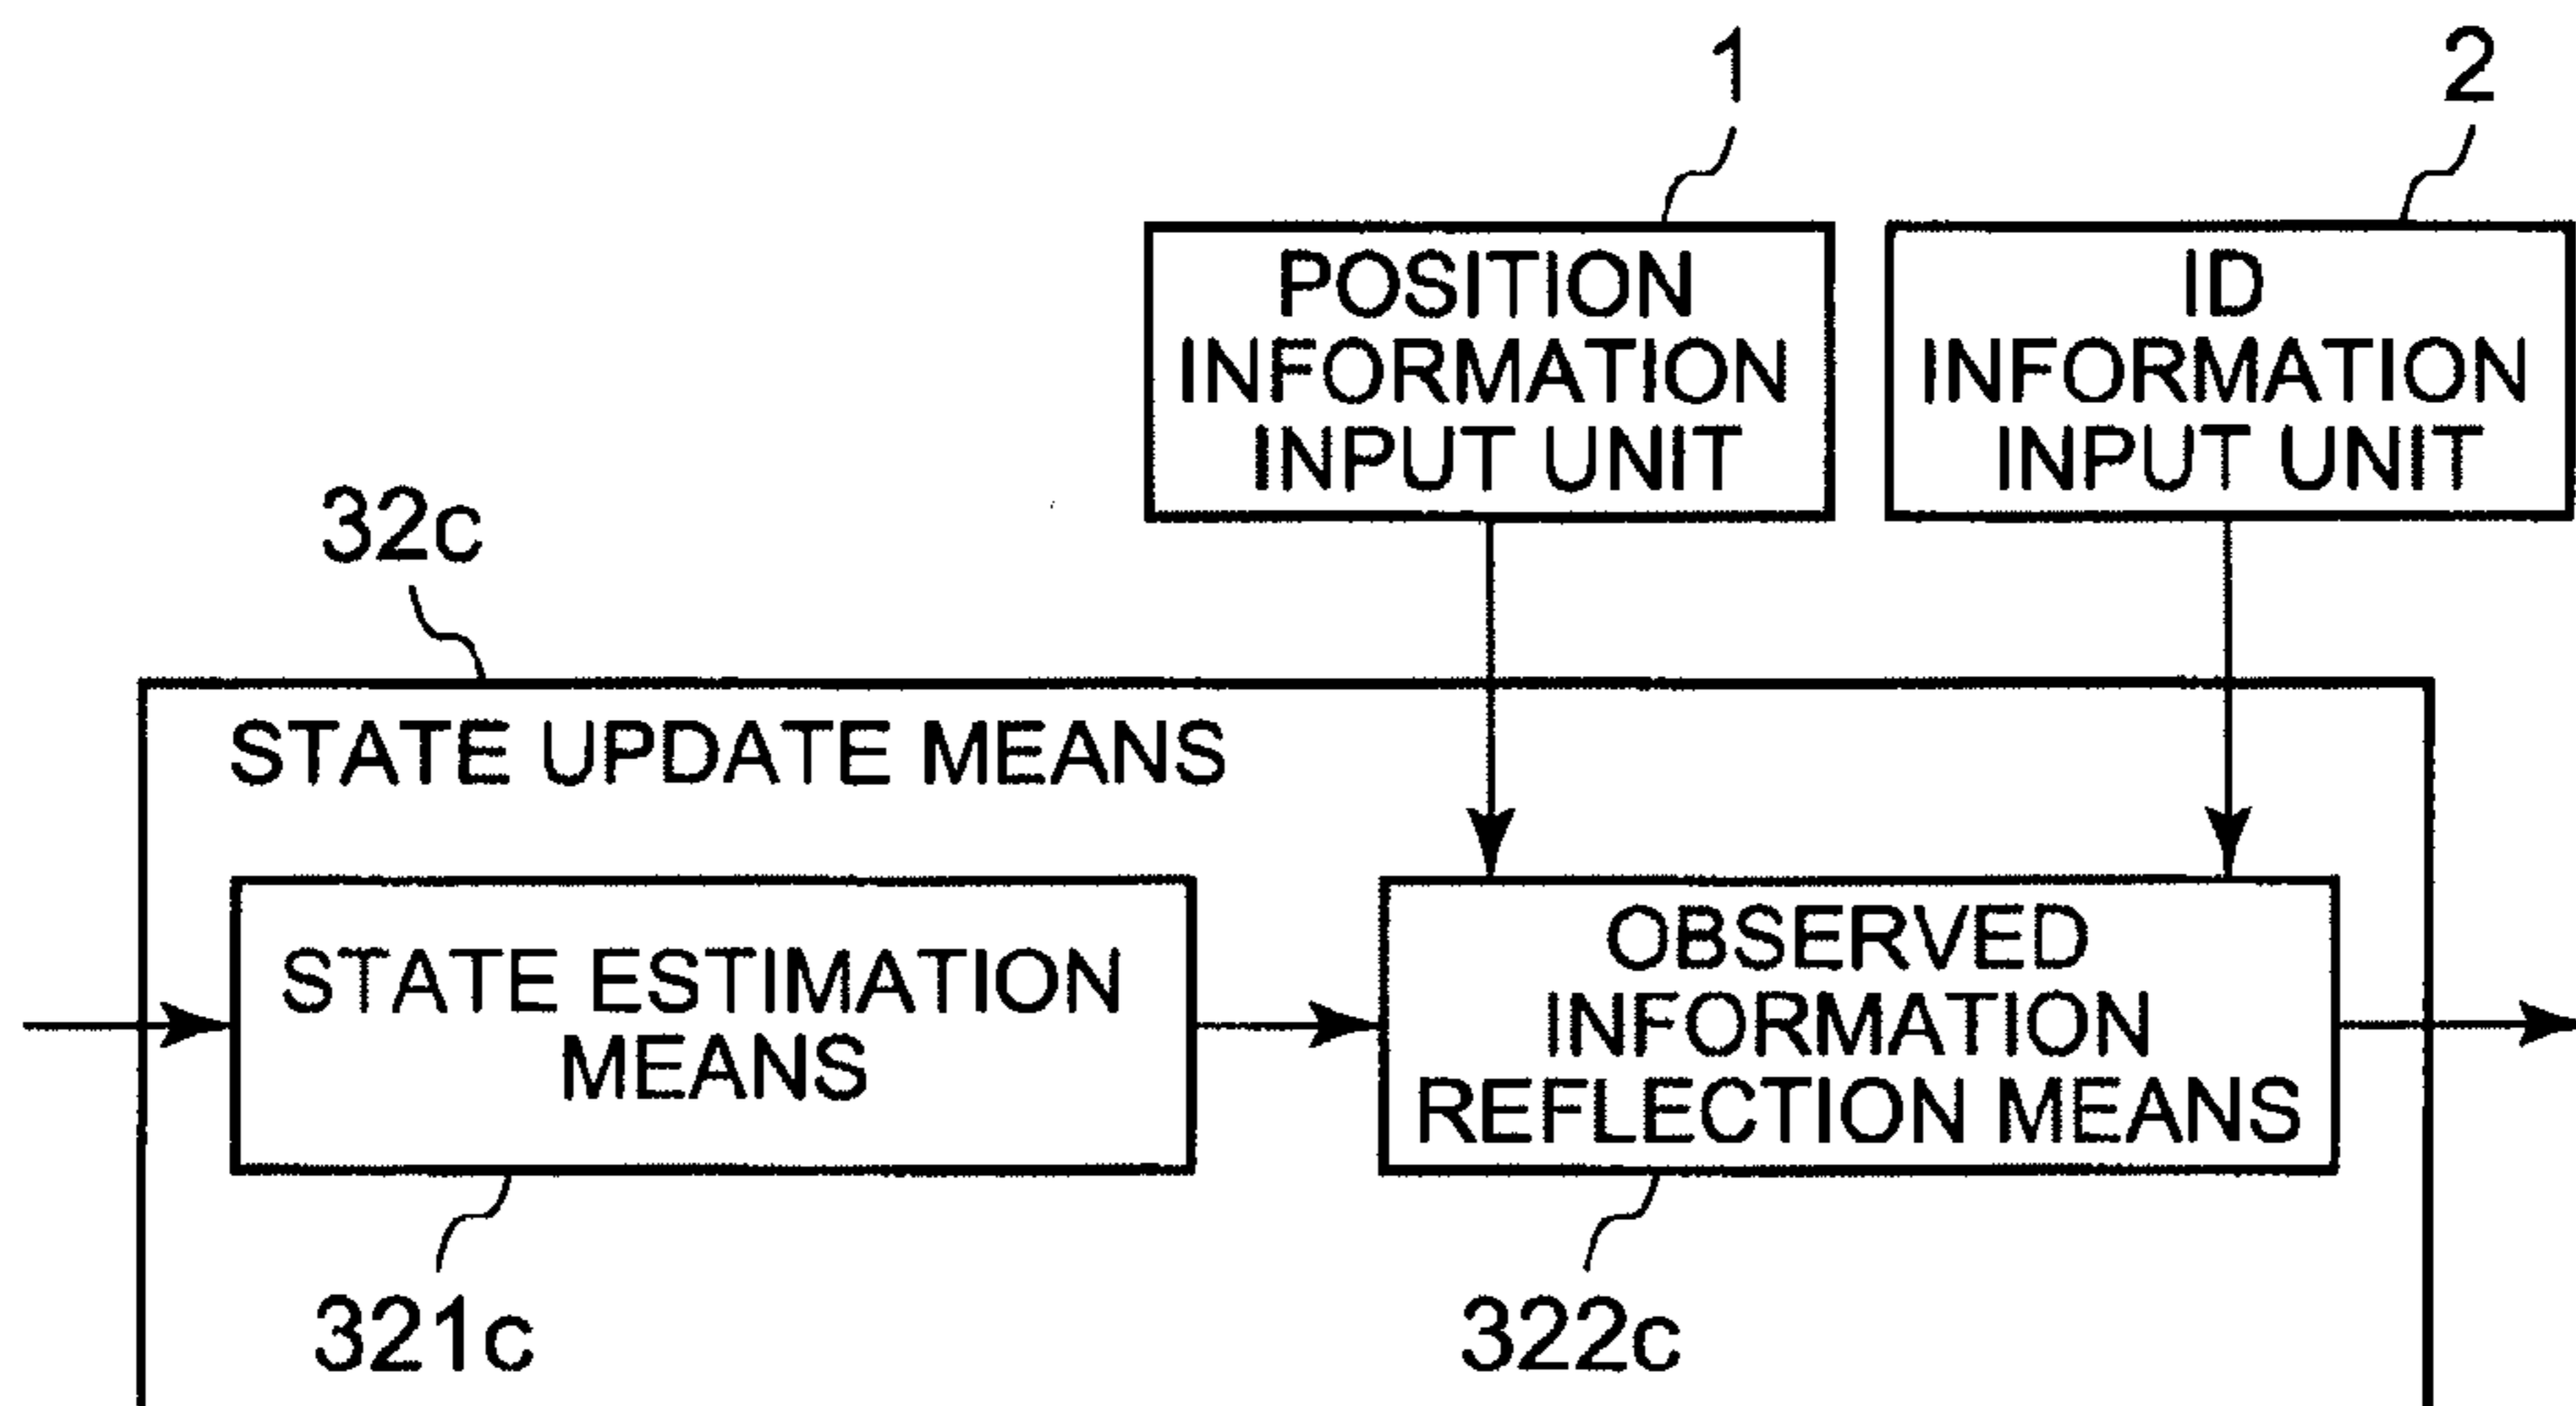 1
2
POSITION
INFORMATION
INPUT UNIT
ID
INFORMATION
INPUT UNIT
32c
STATE UPDATE MEANS
STATE ESTIMATION
MEANS
OBSERVED
INFORMATION
REFLECTION MEANS
321c
322c